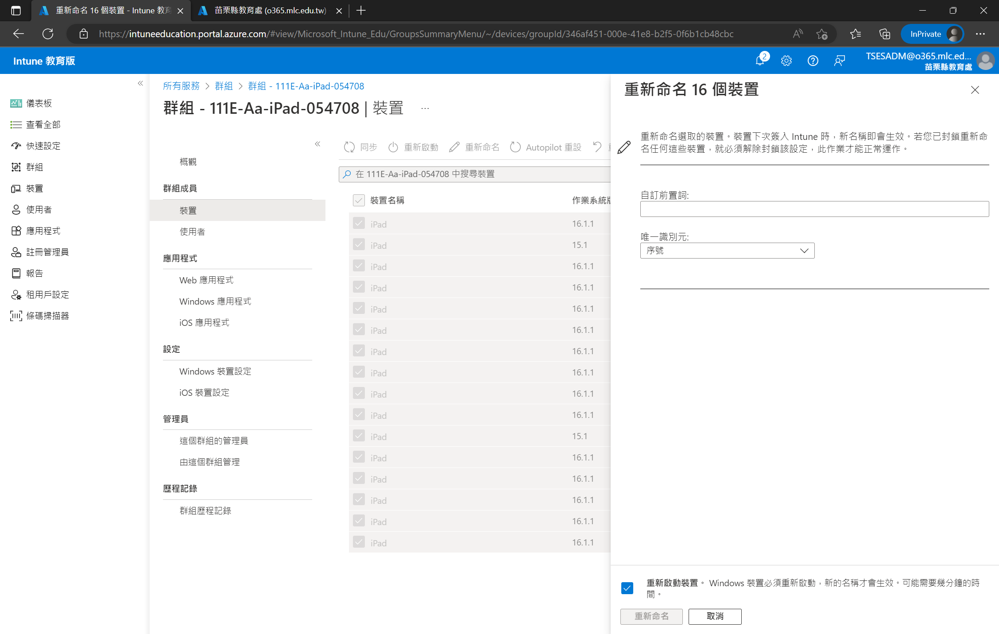 重新命名 16 個裝置 - Intune 教育
苗栗縣教育處 (o365.mlc.edu.tw)
https://intuneeducation.portal.azure.com/#view/Microsoft_Intune_Edu/GroupsSummaryMenu/~/devices/groupId/346af451-000e-41e8-b2f5-0f6b1cb48cbc
InPrivate
Intune 教育版
2
TSESADM@o365.mlc.ed...
苗栗縣教育處
儀表板
查看全部
快速設定
群組
裝置
使用者
應用程式
註冊管理員
報告
租用戶設定
條碼掃描器
所有服務 > 群組 > 群組 - 111E-Aa-iPad-054708
群組 - 111E-Aa-iPad-054708 | 裝置 ...
概觀
群組成員
裝置
使用者
應用程式
Web 應用程式
Windows 應用程式
iOS 應用程式
設定
Windows 裝置設定
iOS 裝置設定
管理員
這個群組的管理員
由這個群組管理
歷程記錄
群組歷程記錄
同步 重新啟動 重新命名 Autopilot 重設
在 111E-Aa-iPad-054708 中搜尋裝置
裝置名稱 作業系統
iPad 16.1.1
iPad 15.1
iPad 16.1.1
iPad 16.1.1
iPad 16.1.1
iPad 16.1.1
iPad 16.1.1
iPad 16.1.1
iPad 16.1.1
iPad 16.1.1
iPad 15.1
iPad 16.1.1
iPad 16.1.1
iPad 16.1.1
iPad 16.1.1
iPad 16.1.1
重新命名 16 個裝置
重新命名選取的裝置。裝置下次簽入 Intune 時，新名稱即會生效。若您已封鎖重新命
名任何這些裝置，就必須解除封鎖該設定，此作業才能正常運作。
自訂前置詞:
唯一識別元:
序號
重新啟動裝置。 Windows 裝置必須重新啟動，新的名稱才會生效。可能需要幾分鐘的時
間。
重新命名 取消